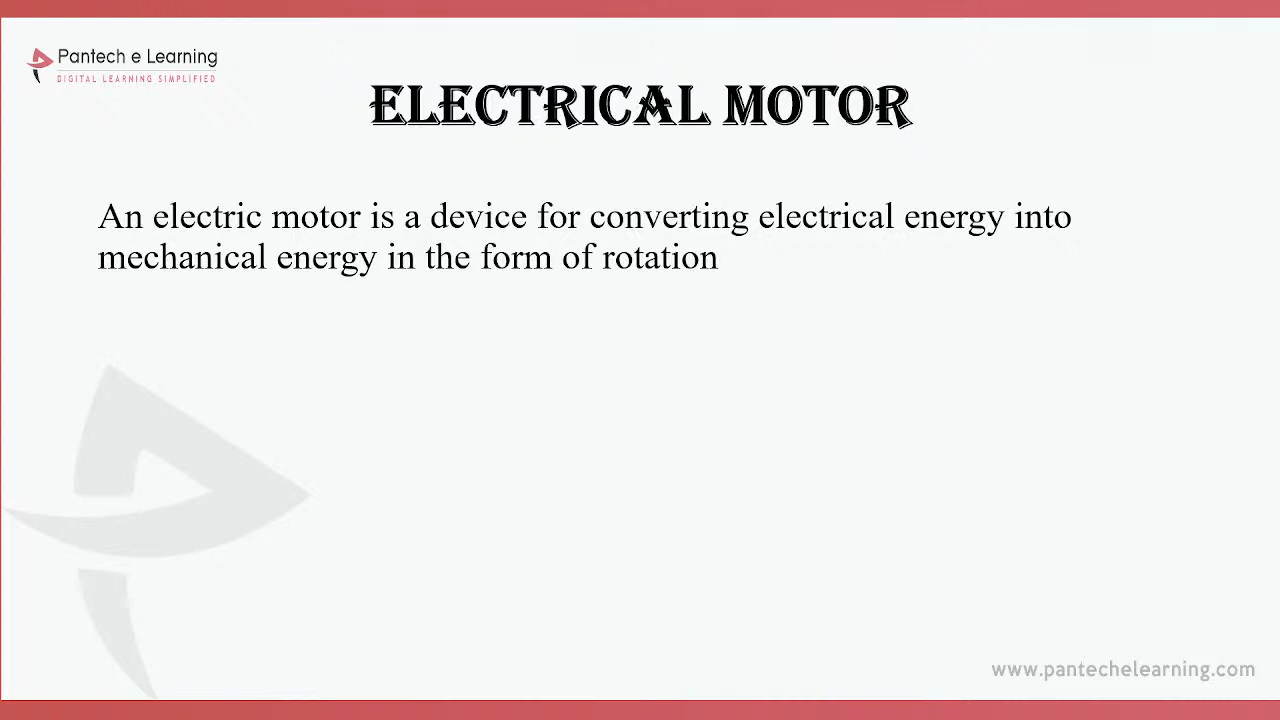 Pantech e Learning
DIGITAL LEARNING SIMPLIFIED
ELECTRICAL MOTOR
An electric motor is a device for converting electrical energy into
mechanical energy in the form of rotation
www.pantechelearning.com